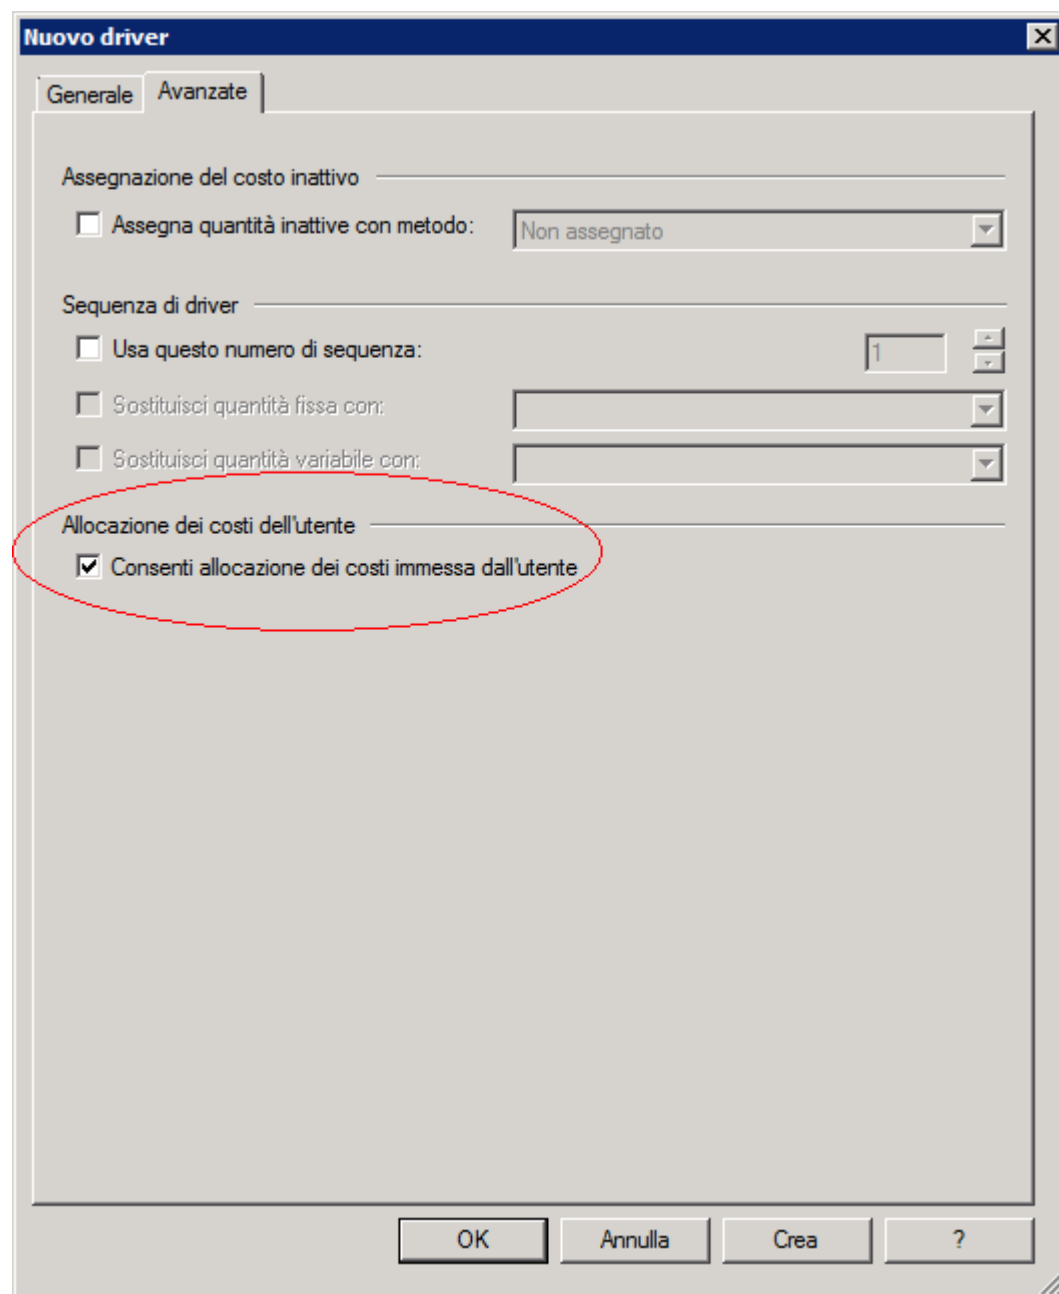 Nuovo driver
Generale Avanzate
Assegnazione del costo inattivo
Assegna quantità inattive con metodo: Non assegnato
Sequenza di driver
Usa questo numero di sequenza: 1
Sostituisci quantità fissa con:
Sostituisci quantità variabile con:
Allocazione dei costi dell'utente
Consenti allocazione dei costi immessa dall'utente
OK Annulla Crea ?